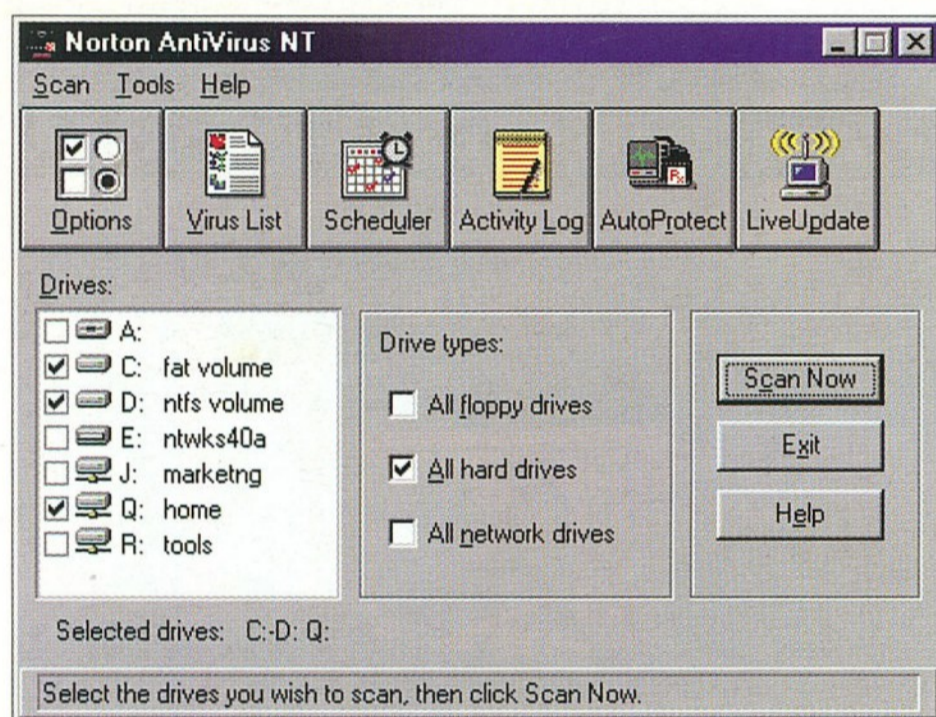 Norton AntiVirus NT
Scan Tools Help
Options
Virus List
Scheduler
Activity Log
AutoProtect
LiveUpdate
Drives:
A:
C: fat volume
D: ntfs volume
E: ntwks40a
J: marketng
Q: home
R: tools
Drive types:
All floppy drives
All hard drives
All network drives
Scan Now
Exit
Help
Selected drives: C:-D: Q:
Select the drives you wish to scan, then click Scan Now.